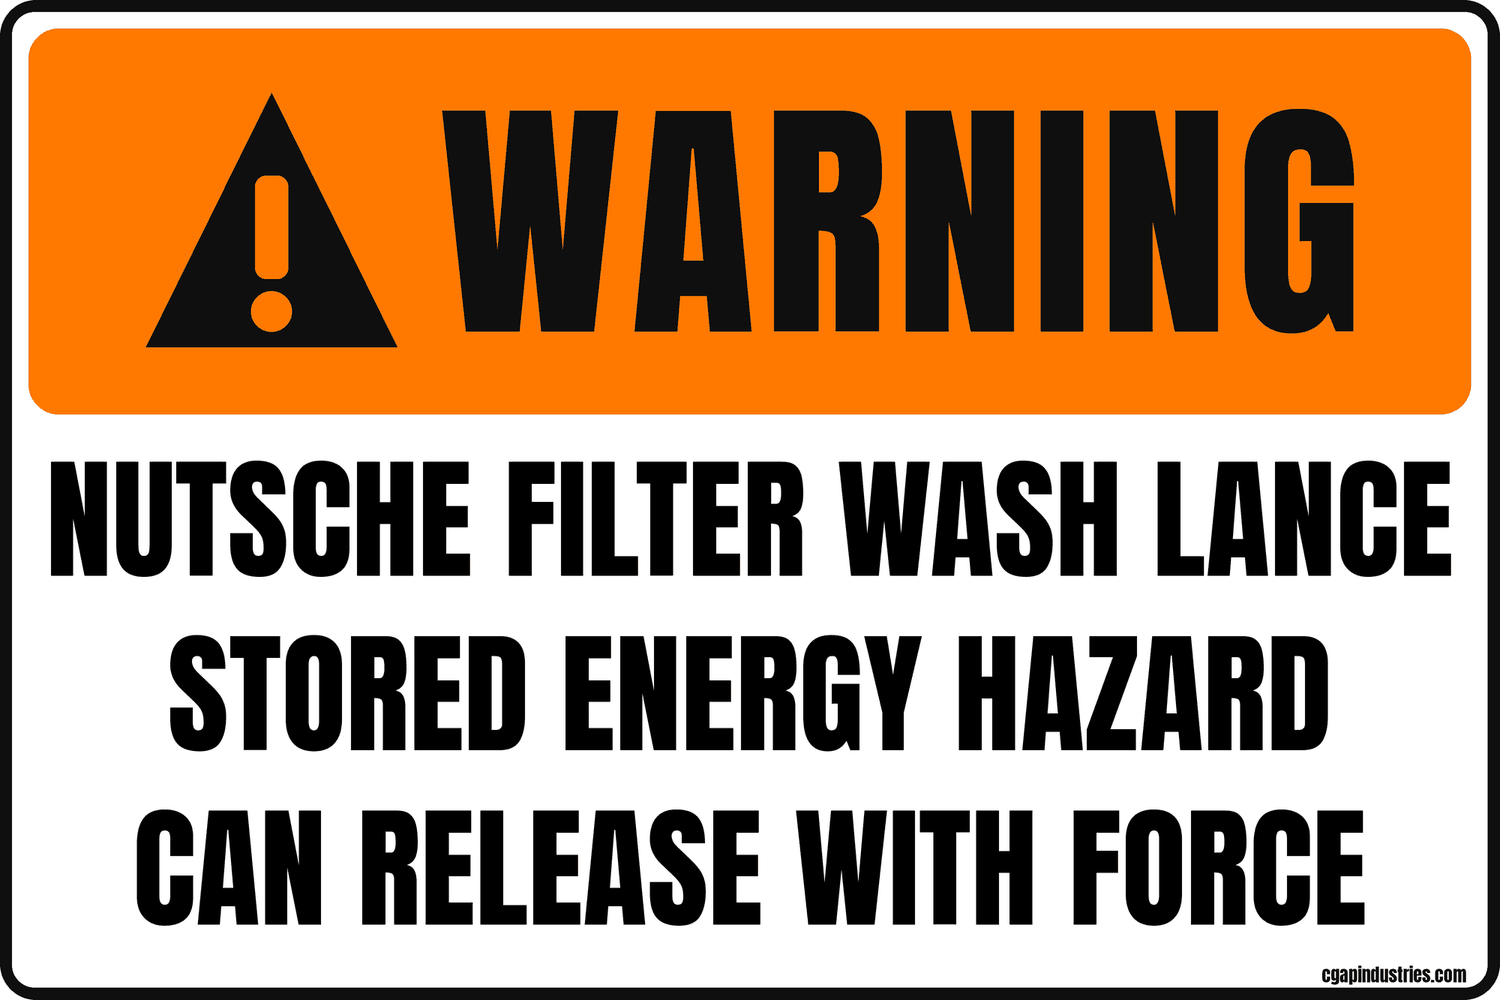 WARNING
NUTSCHE FILTER WASH LANCE
STORED ENERGY HAZARD
CAN RELEASE WITH FORCE
cgapindustries.com